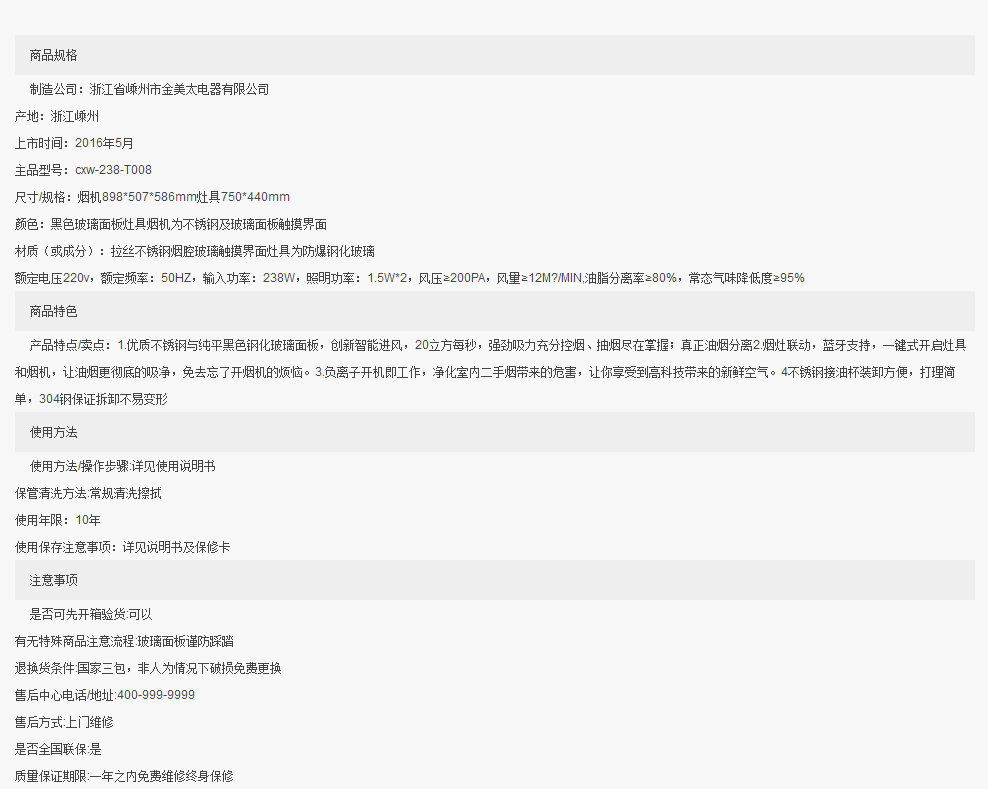 商品规格
制造公司：浙江省嵊州市金美太电器有限公司
产地：浙江嵊州
上市时间：2016年5月
主品型号：cxw-238-T008
尺寸/规格：烟机898*507*586mm灶具750*440mm
颜色：黑色玻璃面板灶具烟机为不锈钢及玻璃面板触摸界面
材质（或成分）：拉丝不锈钢烟腔玻璃触摸界面灶具为防爆钢化玻璃
额定电压220v，额定频率：50HZ，输入功率：238W，照明功率：1.5W*2，风压≥200PA，风量≥12M?/MIN,油脂分离率≥80%，常态气味降低度≥95%
商品特色
产品特点/卖点：1.优质不锈钢与纯平黑色钢化玻璃面板，创新智能进风，20立方每秒，强劲吸力充分控烟、抽烟尽在掌握；真正油烟分离2.烟灶联动，蓝牙支持，一键式开启灶具
和烟机，让油烟更彻底的吸净，免去忘了开烟机的烦恼。3.负离子开机即工作，净化室内二手烟带来的危害，让你享受到高科技带来的新鲜空气。4不锈钢接油杯装卸方便，打理简
单，304钢保证拆卸不易变形
使用方法
使用方法/操作步骤:详见使用说明书
保管清洗方法:常规清洗擦拭
使用年限：10年
使用保存注意事项：详见说明书及保修卡
注意事项
是否可先开箱验货:可以
有无特殊商品注意流程:玻璃面板谨防踩踏
退换货条件:国家三包，非人为情况下破损免费更换
售后中心电话/地址:400-999-9999
售后方式:上门维修
是否全国联保:是
质量保证期限:一年之内免费维修终身保修